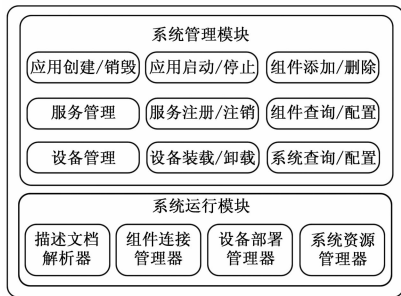 系统管理模块
应用创建/销毁 应用启动/停止 组件添加/删除
服务管理 服务注册/注销 组件查询/配置
设备管理 设备装载/卸载 系统查询/配置
系统运行模块
描述文档 组件连接 设备部署 系统资源
解析器 管理器 管理器 管理器